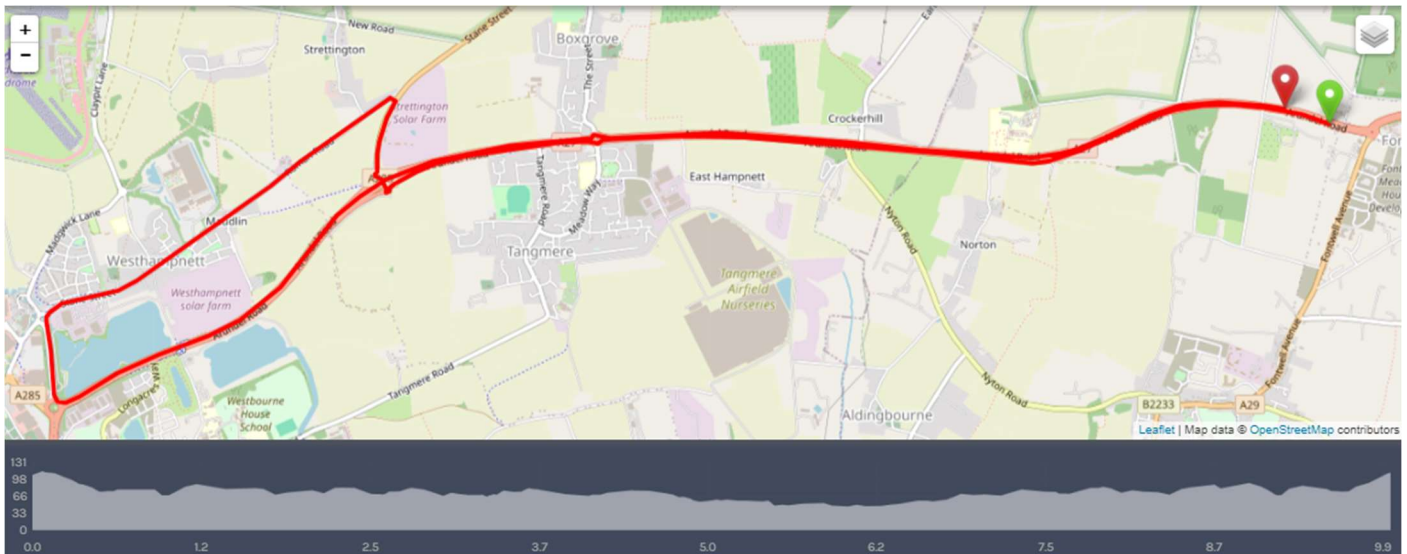 +
−
New Road
Stane Street
Strettington
Boxgrove
The Street
Claypit Lane
Strettington
Solar Farm
Crockerhill
Arundel Road
Tangmere Road
Meadow Way
East Hampnett
Madgwick Lane
Maudlin
Westhampnett
Tangmere
Nyton Road
Norton
Fontwell Avenue
Westhampnett
solar farm
Tangmere
Airfield
Nurseries
Arundel Road
Longacre
Tangmere Road
Nyton Road
Fontwell Avenue
A285
Westbourne
House
School
Aldingbourne
B2233
A29
Leaflet | Map data © OpenStreetMap contributors
131
98
66
33
0
0.0
1.2
2.5
3.7
5.0
6.2
7.5
8.7
9.9